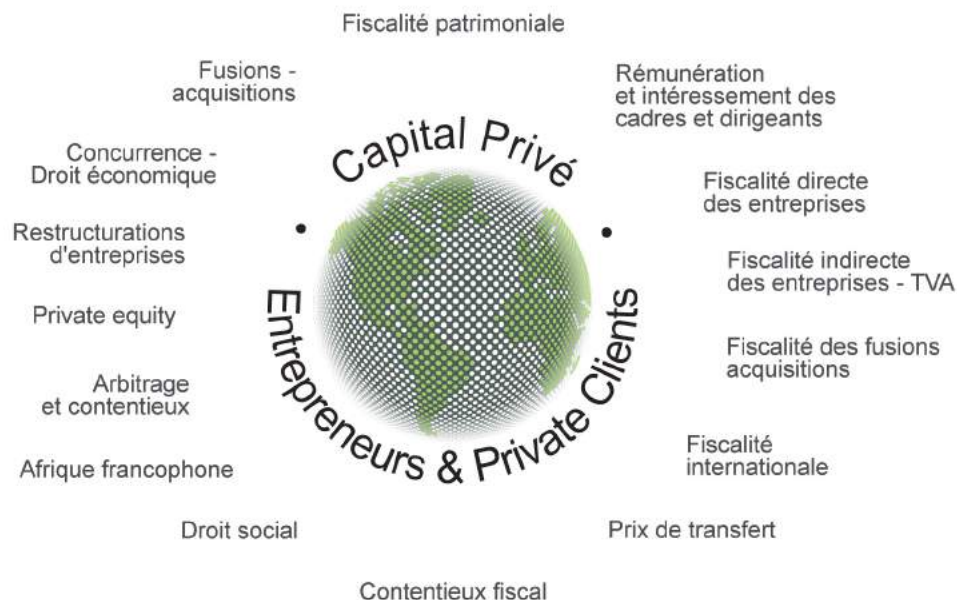 Fiscalité patrimoniale
Fusions -
acquisitions
Rémunération
et intéressement des
cadres et dirigeants
Capital Privé
Concurrence -
Droit économique
Fiscalité directe
des entreprises
Restructurations
d'entreprises
Fiscalité indirecte
des entreprises - TVA
Private equity
Fiscalité des fusions
acquisitions
Entrepreneurs & Private Clients
Arbitrage
et contentieux
Fiscalité
internationale
Afrique francophone
Droit social
Prix de transfert
Contentieux fiscal